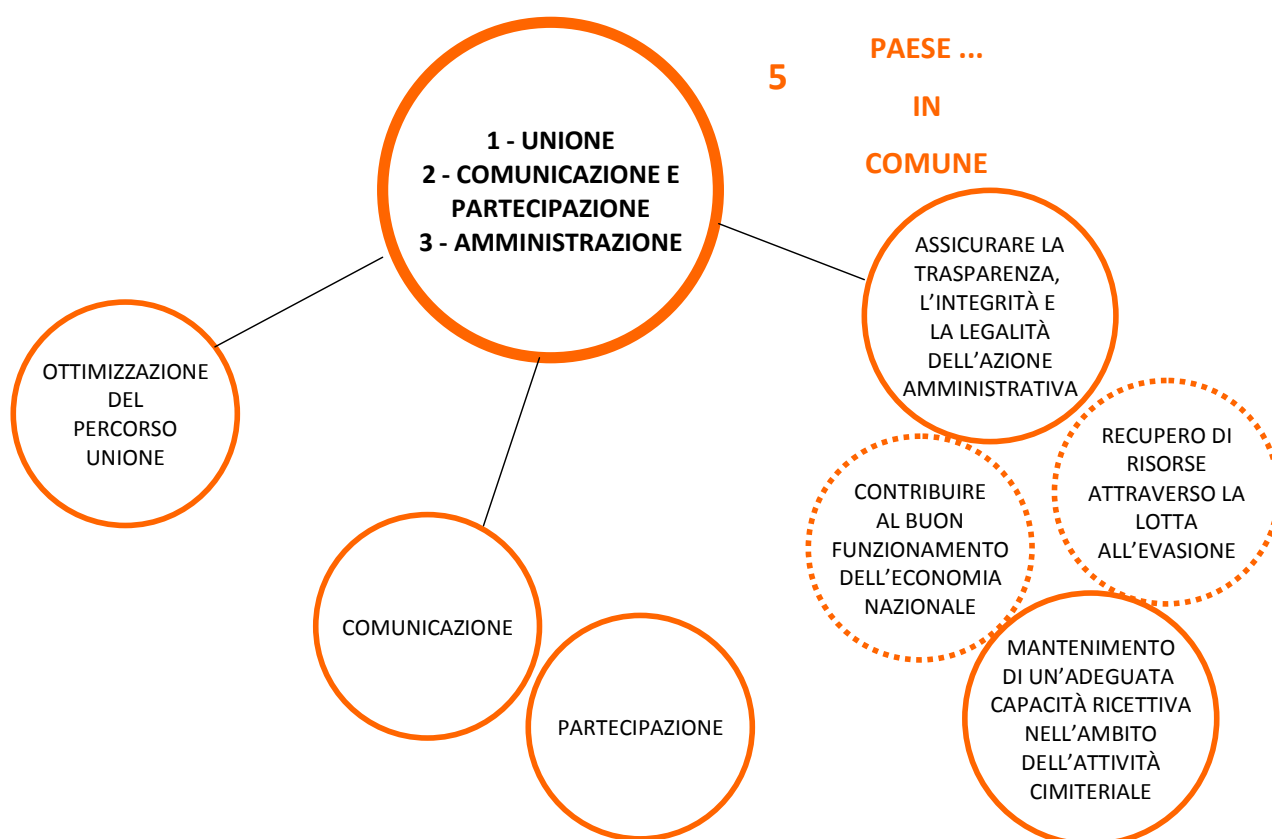 5
PAESE ...
IN
COMUNE
1 - UNIONE
2 - COMUNICAZIONE E
PARTECIPAZIONE
3 - AMMINISTRAZIONE
ASSICURARE LA
TRASPARENZA,
L’INTEGRITÀ E
LA LEGALITÀ
DELL’AZIONE
AMMINISTRATIVA
OTTIMIZZAZIONE
DEL
PERCORSO
UNIONE
RECUPERO DI
RISORSE
ATTRAVERSO LA
LOTTA
ALL’EVASIONE
CONTRIBUIRE
AL BUON
FUNZIONAMENTO
DELL’ECONOMIA
NAZIONALE
COMUNICAZIONE
PARTECIPAZIONE
MANTENIMENTO
DI UN’ADEGUATA
CAPACITÀ RICETTIVA
NELL’AMBITO
DELL’ATTIVITÀ
CIMITERIALE